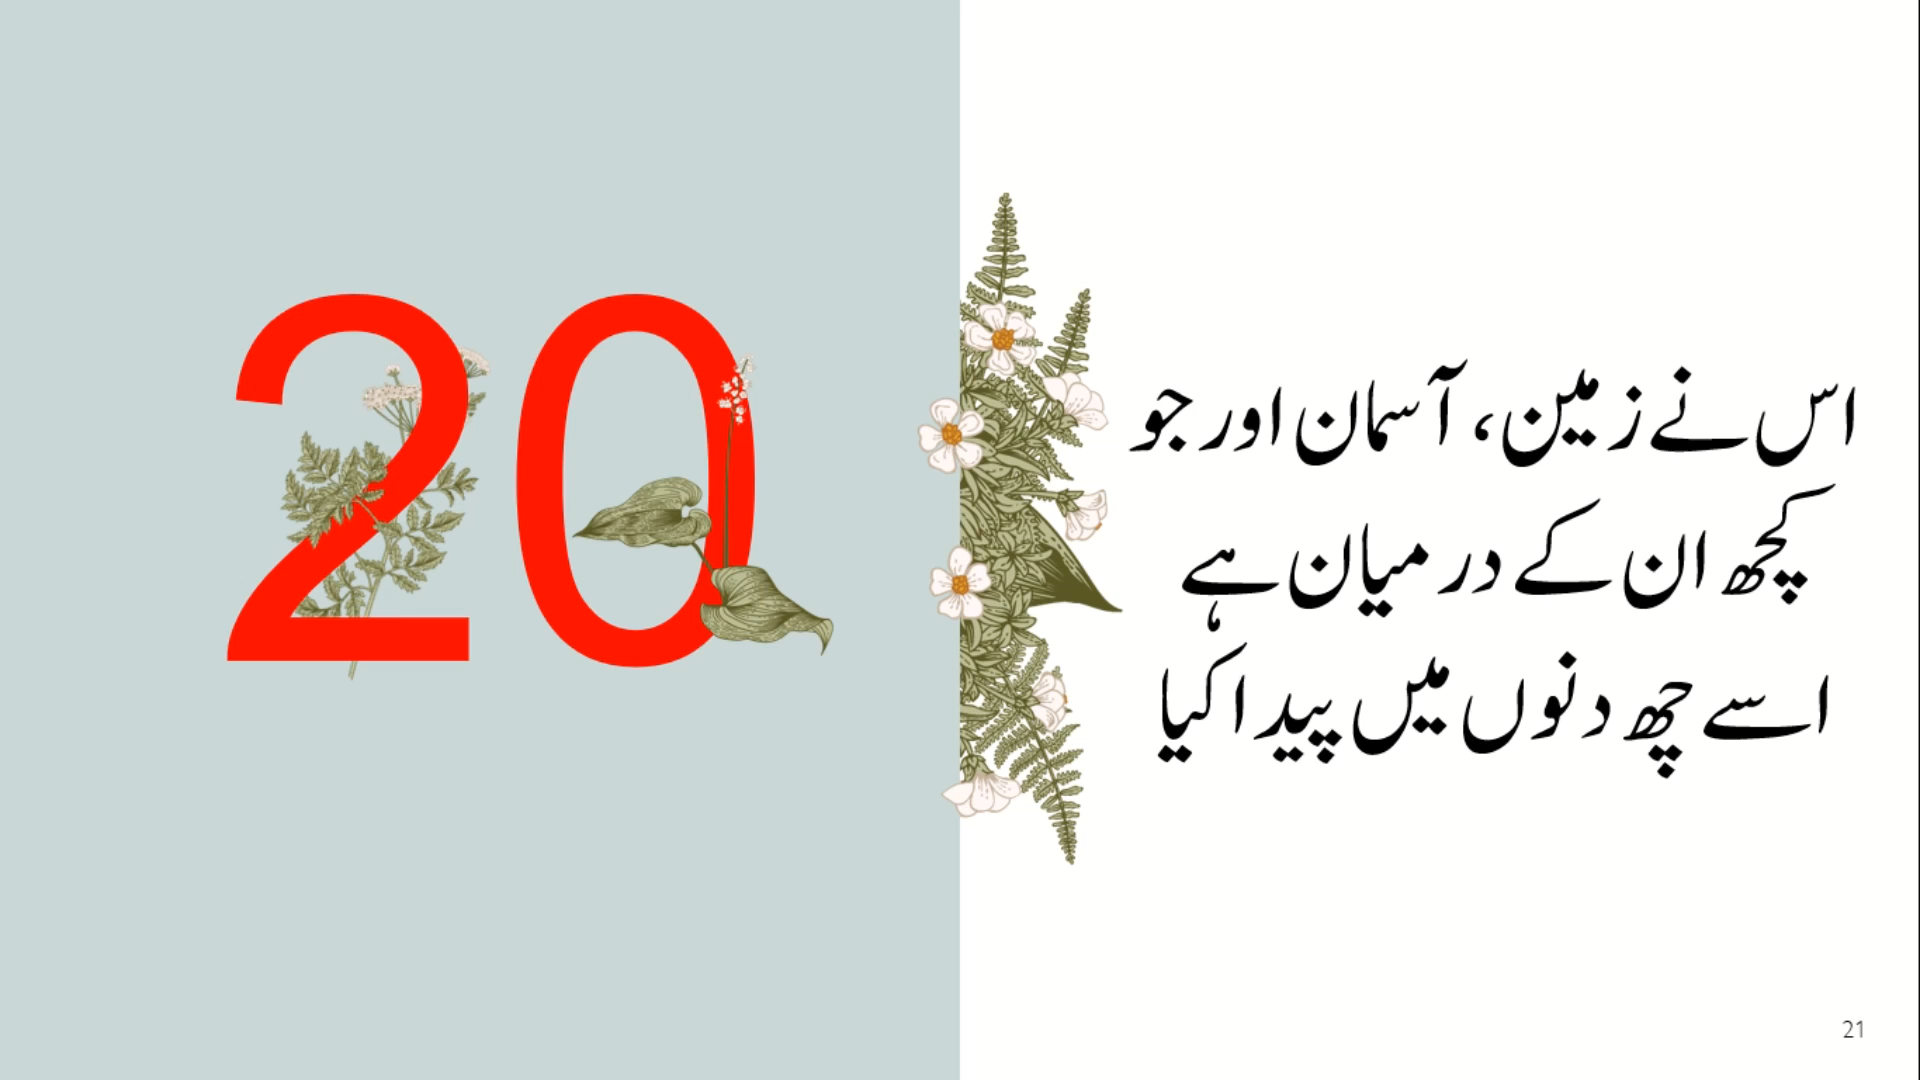 20
اس نے زمین، آسمان اور جو
کچھ ان کے درمیان ہے
اسے چھ دنوں میں پیدا کیا
21